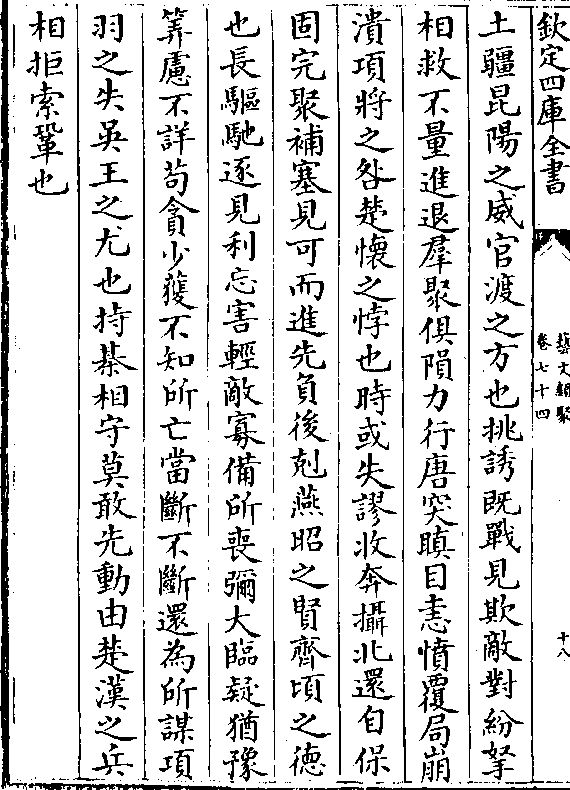 欽定四庫全書
藝文類聚
卷七十四
十八
土疆昆陽之威官渡之方也挑誘既戰見欺敵對紛拏
相救不量進退羣聚俱隕力行唐突瞋目恚憤覆局崩
潰項將之咎楚懷之悖也時或失謬收奔攝北還自保
固完聚補塞見可而進先負後剋燕昭之賢齊頃之德
也長驅馳逐見利忘害輕敵寡備所喪彌大臨疑猶豫
筭慮不詳茍貪少獲不知所亡當斷不斷還為所謀項
羽之失吳王之尤也持棊相守莫敢先動由楚漢之兵
相拒索鞏也